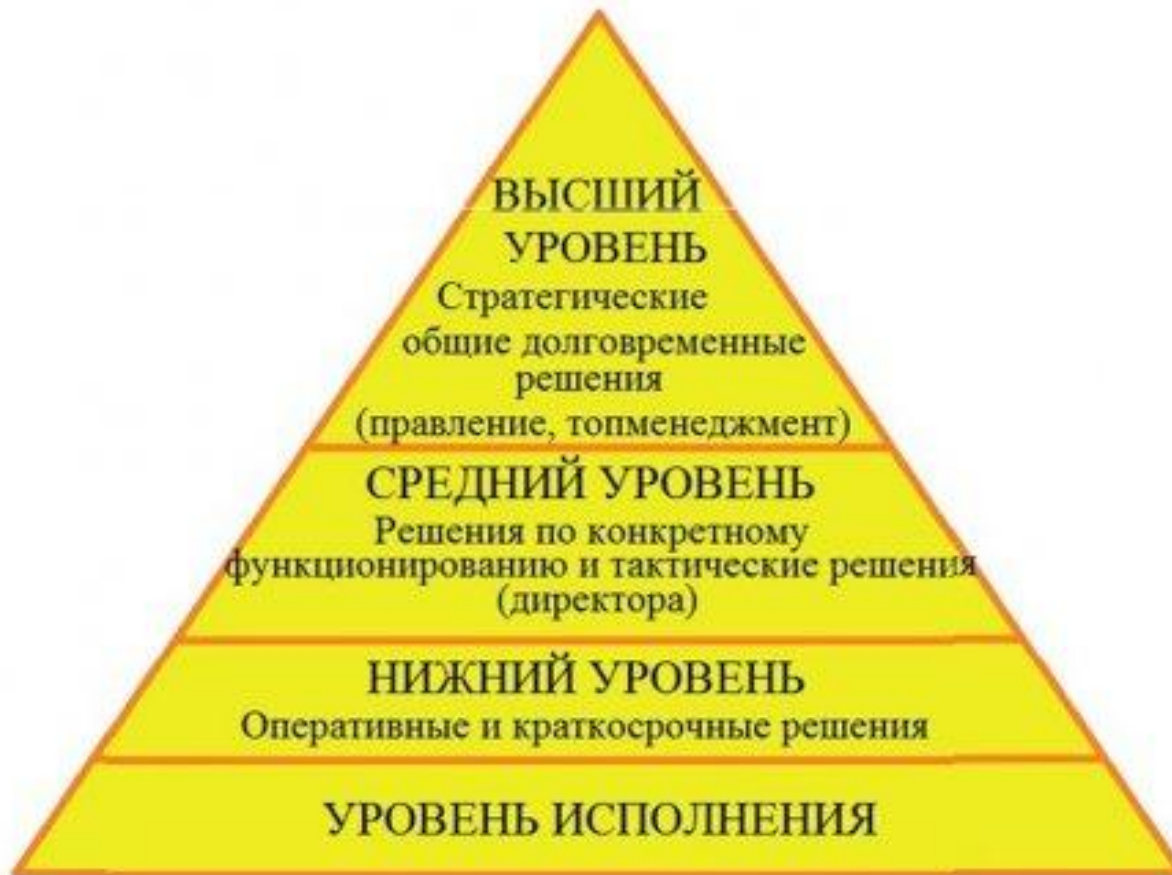 ВЫСШИЙ
УРОВЕНЬ
Стратегические
общие долговременные
решения
(правление, топменеджмент)
СРЕДНИЙ УРОВЕНЬ
Решения по конкретному
функционированию и тактические решения
(директора)
НИЖНИЙ УРОВЕНЬ
Оперативные и краткосрочные решения
УРОВЕНЬ ИСПОЛНЕНИЯ